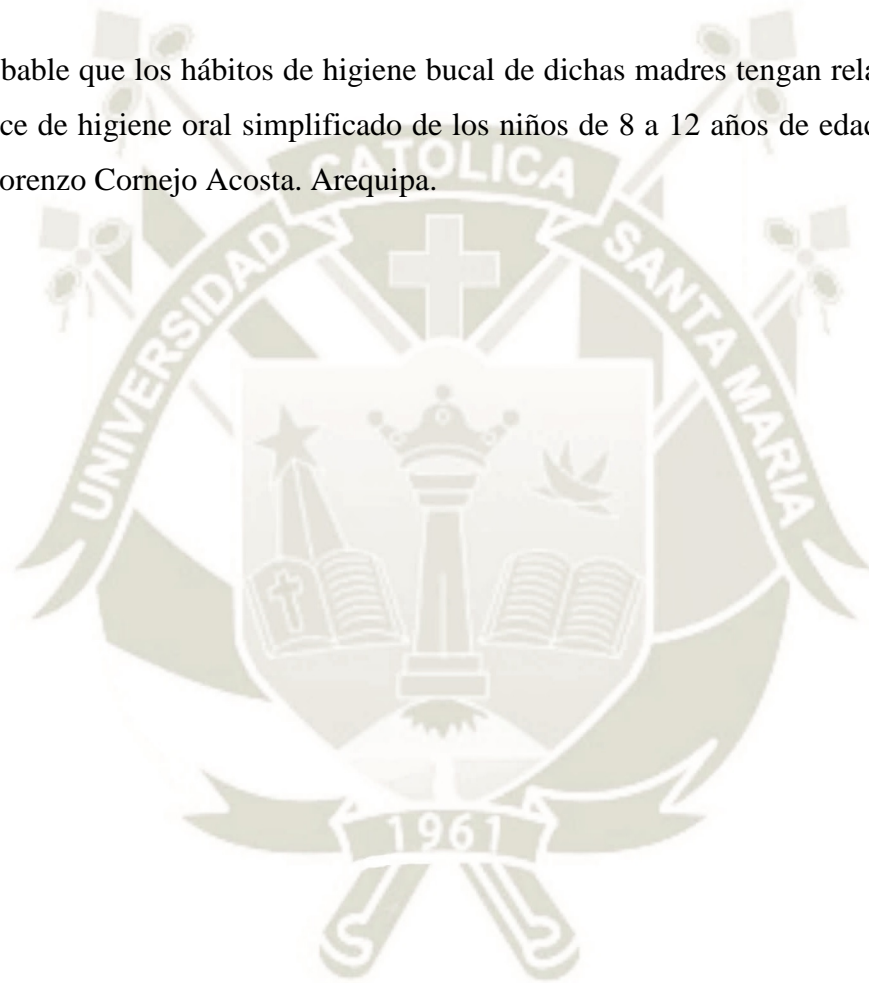 bable que los hábitos de higiene bucal de dichas madres tengan rela
ce de higiene oral simplificado de los niños de 8 a 12 años de edad
orenzo Cornejo Acosta. Arequipa.
UNIVERSIDAD CATOLICA SANTA MARIA
1961